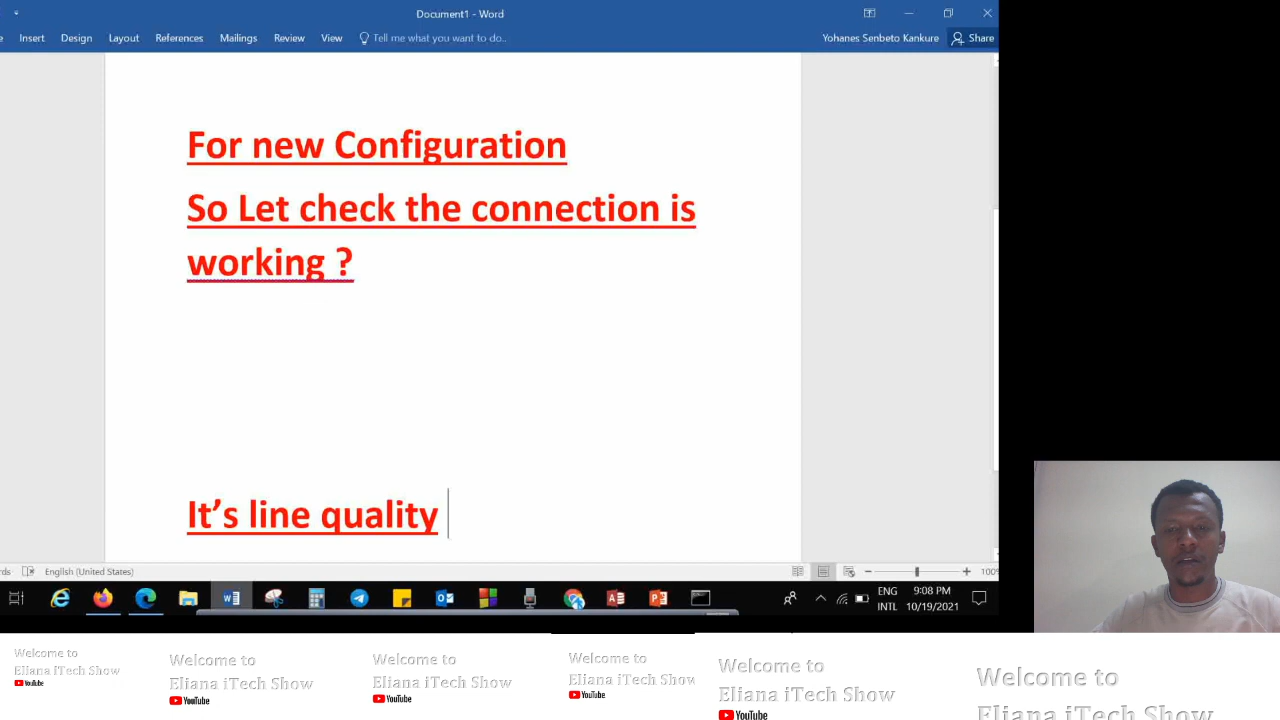 Document1 - Word
Insert Design Layout References Mailings Review View Tell me what you want to do.. Yohanes Senbeto Kankure Share
For new Configuration
So Let check the connection is
working ?
It's line quality
English (United States) 100%
ENG 9:08 PM
INTL 10/19/2021
Welcome to
Eliana iTech Show
YouTube
Welcome to
Eliana iTech Show
YouTube
Welcome to
Eliana iTech Show
YouTube
Welcome to
Eliana iTech Show
YouTube
Welcome to
Eliana iTech Show
YouTube
Welcome to
Eliana iTech Show